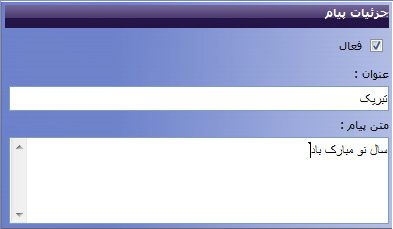 جزئیات پیام
فعال
عنوان :
تبریک
متن پیام :
سال نو مبارک باد